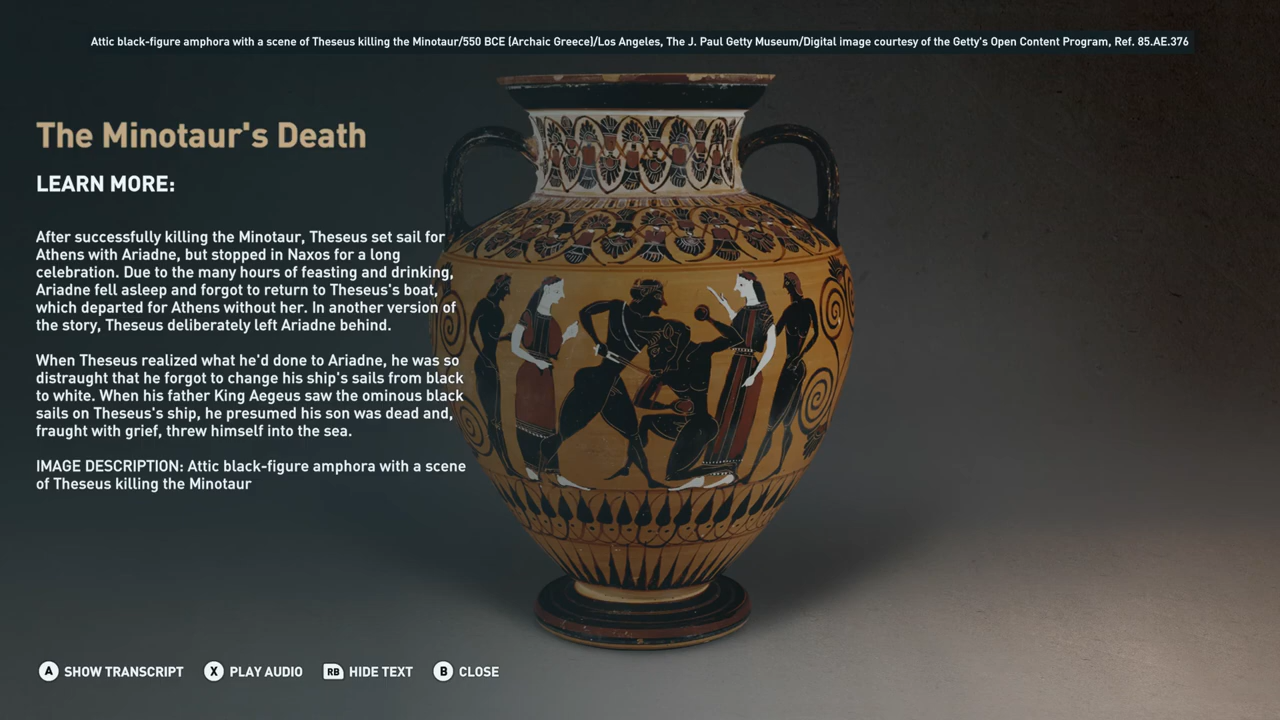 Attic black-figure amphora with a scene of Theseus killing the Minotaur/550 BCE (Archaic Greece)/Los Angeles, The J. Paul Getty Museum/Digital image courtesy of the Getty's Open Content Program, Ref. 85.AE.376
The Minotaur's Death
LEARN MORE:
After successfully killing the Minotaur, Theseus set sail for
Athens with Ariadne, but stopped in Naxos for a long
celebration. Due to the many hours of feasting and drinking,
Ariadne fell asleep and forgot to return to Theseus's boat,
which departed for Athens without her. In another version of
the story, Theseus deliberately left Ariadne behind.
When Theseus realized what he'd done to Ariadne, he was so
distraught that he forgot to change his ship's sails from black
to white. When his father King Aegeus saw the ominous black
sails on Theseus's ship, he presumed his son was dead and,
fraught with grief, threw himself into the sea.
IMAGE DESCRIPTION: Attic black-figure amphora with a scene
of Theseus killing the Minotaur
A SHOW TRANSCRIPT X PLAY AUDIO RB HIDE TEXT B CLOSE